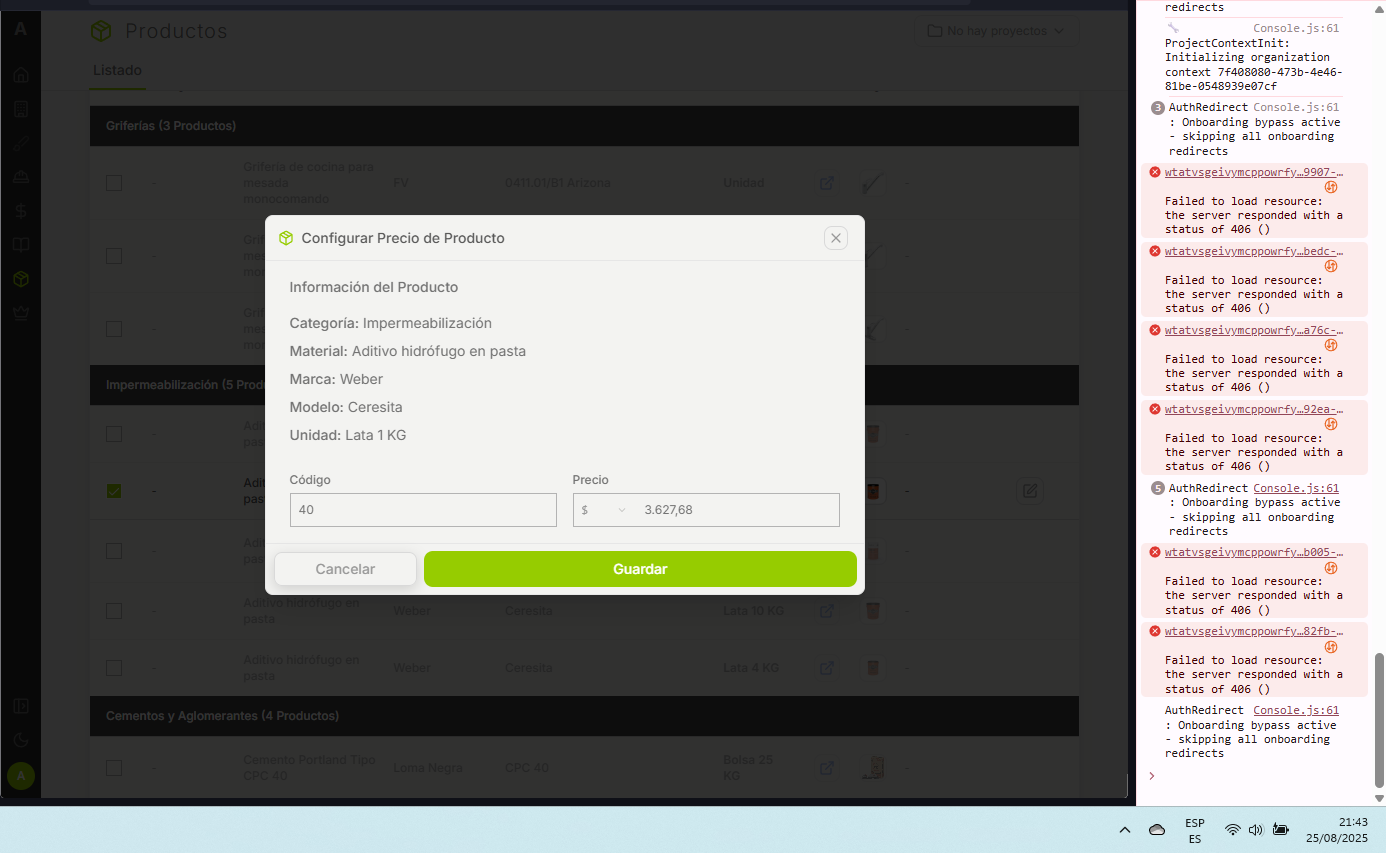 A
Productos
No hay proyectos
Listado
Griferías (3 Productos)
-
Grifería de cocina para
mesada
monocomando
FV
0411.01/B1 Arizona
Unidad
-
Impermeabilización (5 Prod
-
-
-
-
-
Aditivo hidrófugo en
pasta
Weber
Ceresita
Lata 10 KG
-
-
Aditivo hidrófugo en
pasta
Weber
Ceresita
Lata 4 KG
-
Cementos y Aglomerantes (4 Productos)
-
Cemento Portland Tipo
CPC 40
Loma Negra
CPC 40
Bolsa 25
KG
-
A
Configurar Precio de Producto
Información del Producto
Categoría: Impermeabilización
Material: Aditivo hidrófugo en pasta
Marca: Weber
Modelo: Ceresita
Unidad: Lata 1 KG
Código
Precio
40
$
3.627,68
Cancelar
Guardar
redirects
Console.js:61
ProjectContextInit:
Initializing organization
context 7f408080-473b-4e46-
81be-0548939e07cf
3 AuthRedirect Console.js:61
: Onboarding bypass active
- skipping all onboarding
redirects
wtatvsgeivymcppowrfy…9907-…
Failed to load resource:
the server responded with a
status of 406 ()
wtatvsgeivymcppowrfy…bedc-…
Failed to load resource:
the server responded with a
status of 406 ()
wtatvsgeivymcppowrfy…a76c-…
Failed to load resource:
the server responded with a
status of 406 ()
wtatvsgeivymcppowrfy…92ea-…
Failed to load resource:
the server responded with a
status of 406 ()
5 AuthRedirect Console.js:61
: Onboarding bypass active
- skipping all onboarding
redirects
wtatvsgeivymcppowrfy…b005-…
Failed to load resource:
the server responded with a
status of 406 ()
wtatvsgeivymcppowrfy…82fb-…
Failed to load resource:
the server responded with a
status of 406 ()
AuthRedirect Console.js:61
: Onboarding bypass active
- skipping all onboarding
redirects
ESP
ES
21:43
25/08/2025